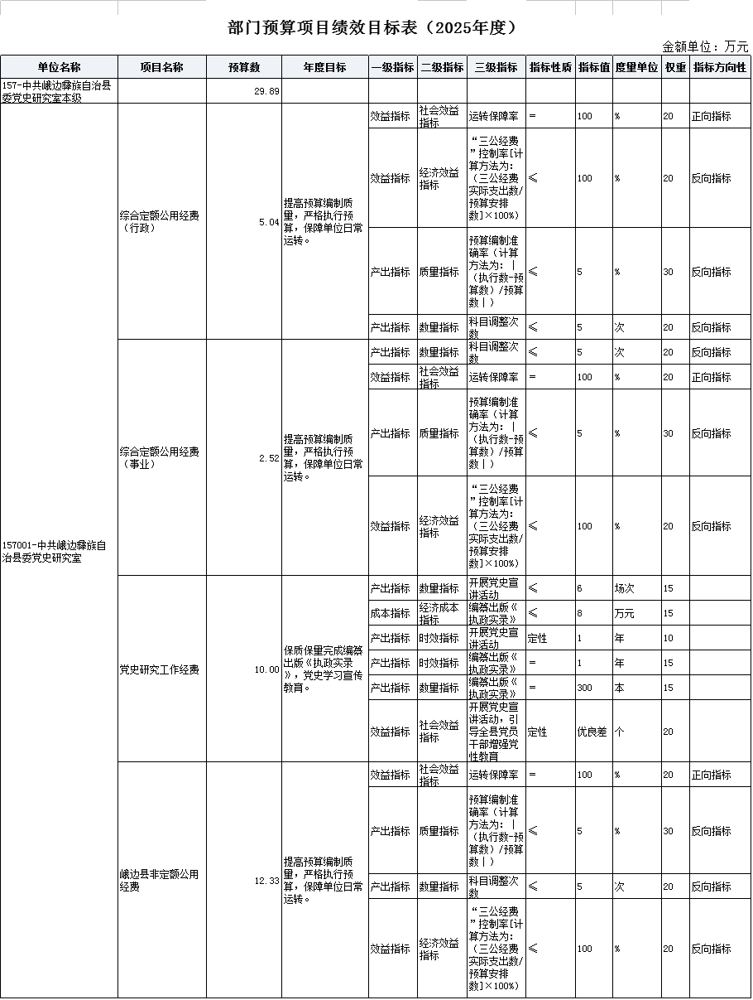 部门预算项目绩效目标表（2025年度）
金额单位：万元
单位名称 项目名称 预算数 年度目标 一级指标 二级指标 三级指标 指标性质 指标值 度量单位 权重 指标方向性
157-中共峨边彝族自治县
委党史研究室本级
29.89
157001-中共峨边彝族自
治县委党史研究室
综合定额公用经费
（行政）
5.04
提高预算编制质
量，严格执行预
算，保障单位日常
运转。
效益指标
社会效益
指标
运转保障率 ＝ 100 % 20 正向指标
效益指标
经济效益
指标
“三公经费
”控制率[计
算方法为：
（三公经费
实际支出数/
预算安排
数]×100%）
≤ 100 % 20 反向指标
产出指标 质量指标
预算编制准
确率（计算
方法为：∣
（执行数-预
算数）/预算
数∣）
≤ 5 % 30 反向指标
产出指标 数量指标
科目调整次
数
≤ 5 次 20 反向指标
综合定额公用经费
（事业）
2.52
提高预算编制质
量，严格执行预
算，保障单位日常
运转。
产出指标 数量指标
科目调整次
数
≤ 5 次 20 反向指标
效益指标
社会效益
指标
运转保障率 ＝ 100 % 20 正向指标
产出指标 质量指标
预算编制准
确率（计算
方法为：∣
（执行数-预
算数）/预算
数∣）
≤ 5 % 30 反向指标
效益指标
经济效益
指标
“三公经费
”控制率[计
算方法为：
（三公经费
实际支出数/
预算安排
数]×100%）
≤ 100 % 20 反向指标
党史研究工作经费
10.00
保质保量完成编纂
出版《执政实录
》，党史学习宣传
教育。
产出指标 数量指标
开展党史宣
讲活动
≤ 6 场次 15
成本指标
经济成本
指标
编纂出版《
执政实录》
≤ 8 万元 15
产出指标 时效指标
开展党史宣
讲活动
定性 1 年 10
产出指标 时效指标
编纂出版《
执政实录》
＝ 1 年 15
产出指标 数量指标
编纂出版《
执政实录》
＝ 300 本 15
效益指标
社会效益
指标
开展党史宣
讲活动，引
导全县党员
干部增强党
性教育
定性 优良差 个 20
峨边县非定额公用
经费
12.33
提高预算编制质
量，严格执行预
算，保障单位日常
运转。
效益指标
社会效益
指标
运转保障率 ＝ 100 % 20 正向指标
产出指标 质量指标
预算编制准
确率（计算
方法为：∣
（执行数-预
算数）/预算
数∣）
≤ 5 % 30 反向指标
产出指标 数量指标
科目调整次
数
≤ 5 次 20 反向指标
效益指标
经济效益
指标
“三公经费
”控制率[计
算方法为：
（三公经费
实际支出数/
预算安排
数]×100%）
≤ 100 % 20 反向指标